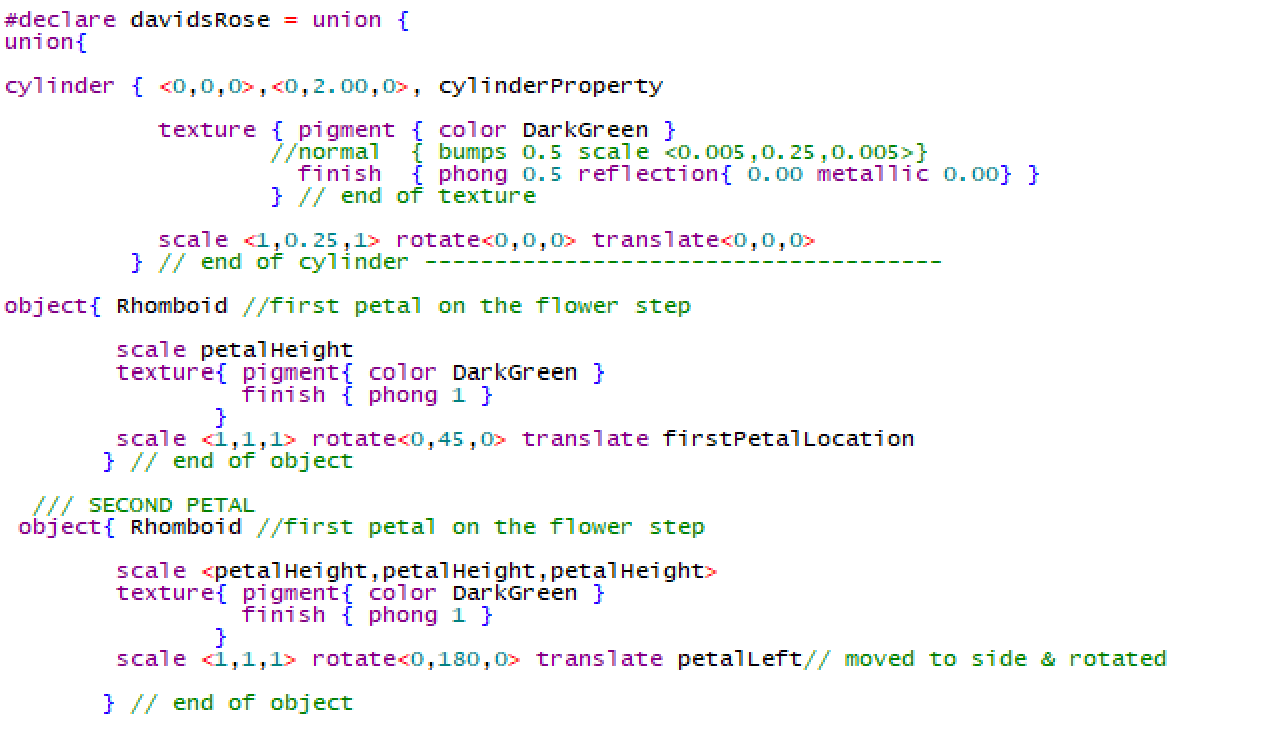 #declare davidsRose = union {
union{
cylinder { <0,0,0>,<0,2.00,0>, cylinderProperty
texture { pigment { color DarkGreen }
//normal  { bumps 0.5 scale <0.005,0.25,0.005>}
finish  { phong 0.5 reflection{ 0.00 metallic 0.00} }
} // end of texture
scale <1,0.25,1> rotate<0,0,0> translate<0,0,0>
} // end of cylinder -------------------------------------
object{ Rhomboid //first petal on the flower step
scale petalHeight
texture{ pigment{ color DarkGreen }
finish { phong 1 }
}
scale <1,1,1> rotate<0,45,0> translate firstPetalLocation
} // end of object
/// SECOND PETAL
object{ Rhomboid //first petal on the flower step
scale <petalHeight,petalHeight,petalHeight>
texture{ pigment{ color DarkGreen }
finish { phong 1 }
}
scale <1,1,1> rotate<0,180,0> translate petalLeft// moved to side & rotated
} // end of object